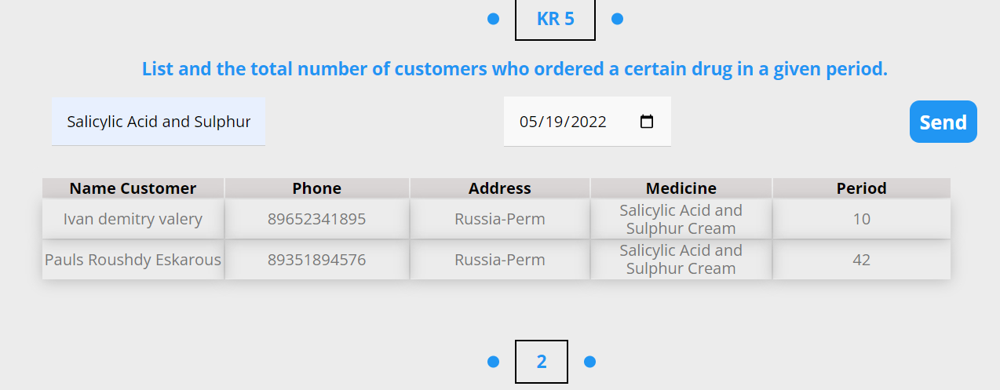 KR 5
List and the total number of customers who ordered a certain drug in a given period.
Salicylic Acid and Sulphur 05/19/2022 Send
Name Customer Phone Address Medicine Period
Ivan demitry valery 89652341895 Russia-Perm Salicylic Acid and Sulphur Cream 10
Pauls Roushdy Eskarous 89351894576 Russia-Perm Salicylic Acid and Sulphur Cream 42
2